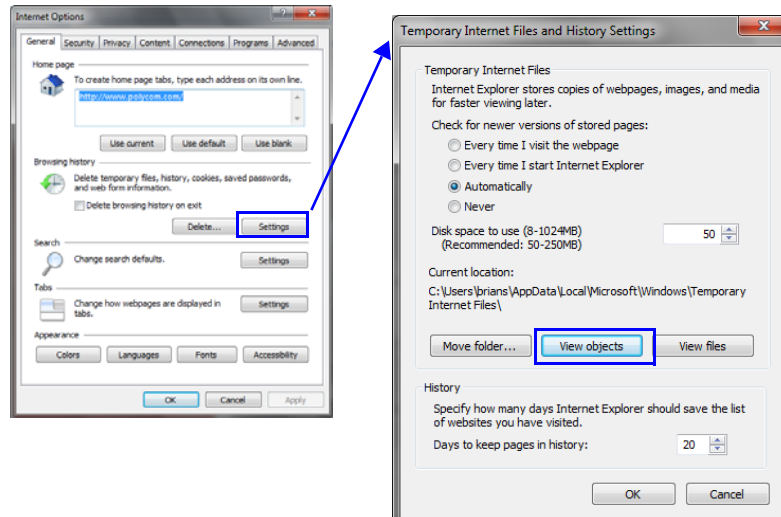 Internet Options
General Security Privacy Content Connections Programs Advanced
Home page
To create home page tabs, type each address on its own line.
http://www.polycom.com/
Use current Use default Use blank
Browsing history
Delete temporary files, history, cookies, saved passwords,
and web form information.
Delete browsing history on exit
Delete... Settings
Search
Change search defaults. Settings
Tabs
Change how webpages are displayed in Settings
tabs.
Appearance
Colors Languages Fonts Accessibility
OK Cancel Apply
Temporary Internet Files and History Settings
Temporary Internet Files
Internet Explorer stores copies of webpages, images, and media
for faster viewing later.
Check for newer versions of stored pages:
Every time I visit the webpage
Every time I start Internet Explorer
Automatically
Never
Disk space to use (8-1024MB) 50
(Recommended: 50-250MB)
Current location:
C:\Users\brians\AppData\Local\Microsoft\Windows\Temporary
Internet Files\
Move folder... View objects View files
History
Specify how many days Internet Explorer should save the list
of websites you have visited.
Days to keep pages in history: 20
OK Cancel